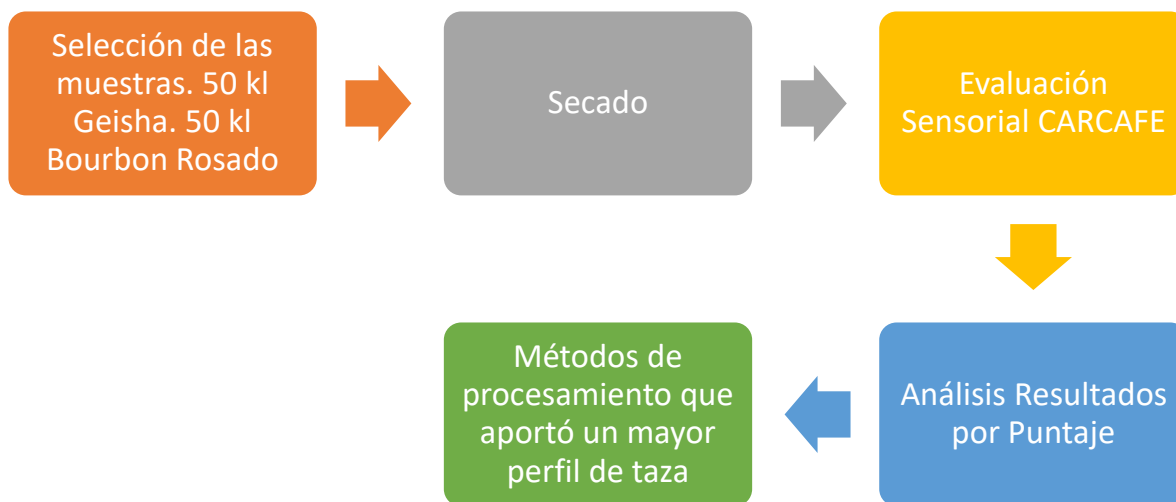 Selección de las
muestras. 50 kl
Geisha. 50 kl
Bourbon Rosado
Secado
Evaluación
Sensorial CARCAFE
Análisis Resultados
por Puntaje
Métodos de
procesamiento que
aportó un mayor
perfil de taza